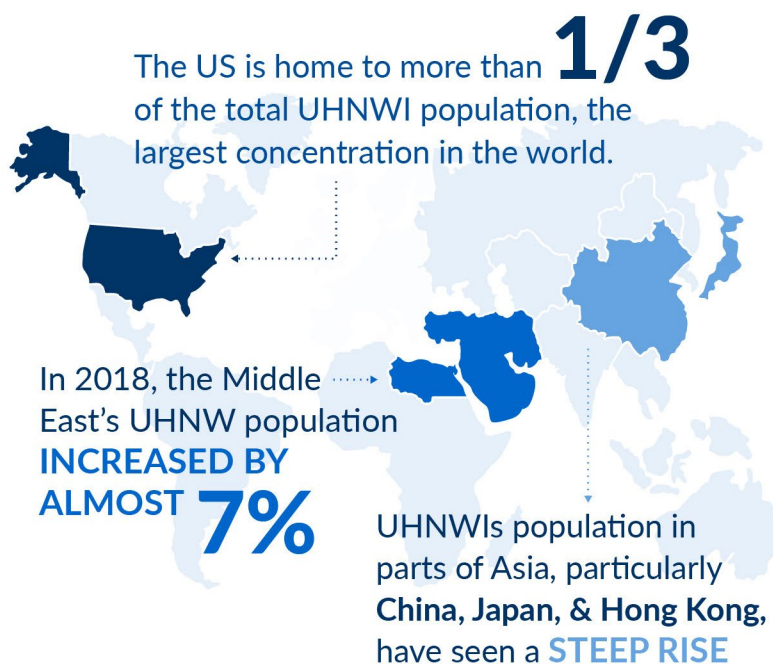 The US is home to more than 1/3
of the total UHNWI population, the
largest concentration in the world.
In 2018, the Middle
East's UHNW population
INCREASED BY
ALMOST 7%
UHNWIs population in
parts of Asia, particularly
China, Japan, & Hong Kong,
have seen a STEEP RISE